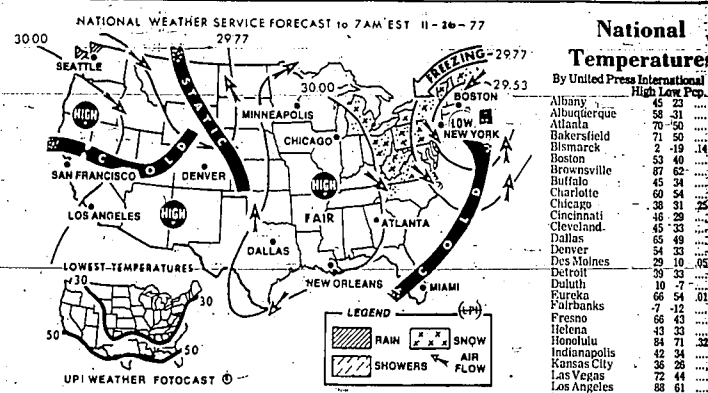 NATIONAL WEATHER SERVICE FORECAST to 7AM EST 11-26-77
30.00
29.77
SEATTLE
FREEZING
29.77
29.53
BOSTON
30.00
STATIC
MINNEAPOLIS
LOW
NEW YORK
HIGH
CHICAGO
COLD
SAN FRANCISCO
DENVER
HIGH
HIGH
FAIR
LOS ANGELES
ATLANTA
DALLAS
COLD
NEW ORLEANS
MIAMI
LOWEST TEMPERATURES
30
30
50
50
UPI WEATHER FOTOCAST
LEGEND
(UPI)
RAIN
SNOW
SHOWERS
AIR FLOW
National
Temperatures
By United Press International
High Low Pcp.
Albany 45 23 ....
Albuquerque 58 -31 ....
Atlanta 70 50 ....
Bakersfield 71 50
Bismarck 2 -19 .14
Boston 53 40 ....
Brownsville 87 62 ....
Buffalo 45 34 ....
Charlotte 60 54 ....
Chicago 38 31 .25
Cincinnati 46 29 ....
Cleveland 45 33 ....
Dallas 65 49 ....
Denver 54 33 ....
Des Moines 29 10 .05
Detroit 39 33 ....
Duluth 10 -7 ....
Eureka 66 54 .01
Fairbanks -7 -12 ....
Fresno 66 43 ....
Helena 43 33 ....
Honolulu 84 71 .32
Indianapolis 42 34 ....
Kansas City 36 26 ....
Las Vegas 72 44 ....
Los Angeles 88 61 ....